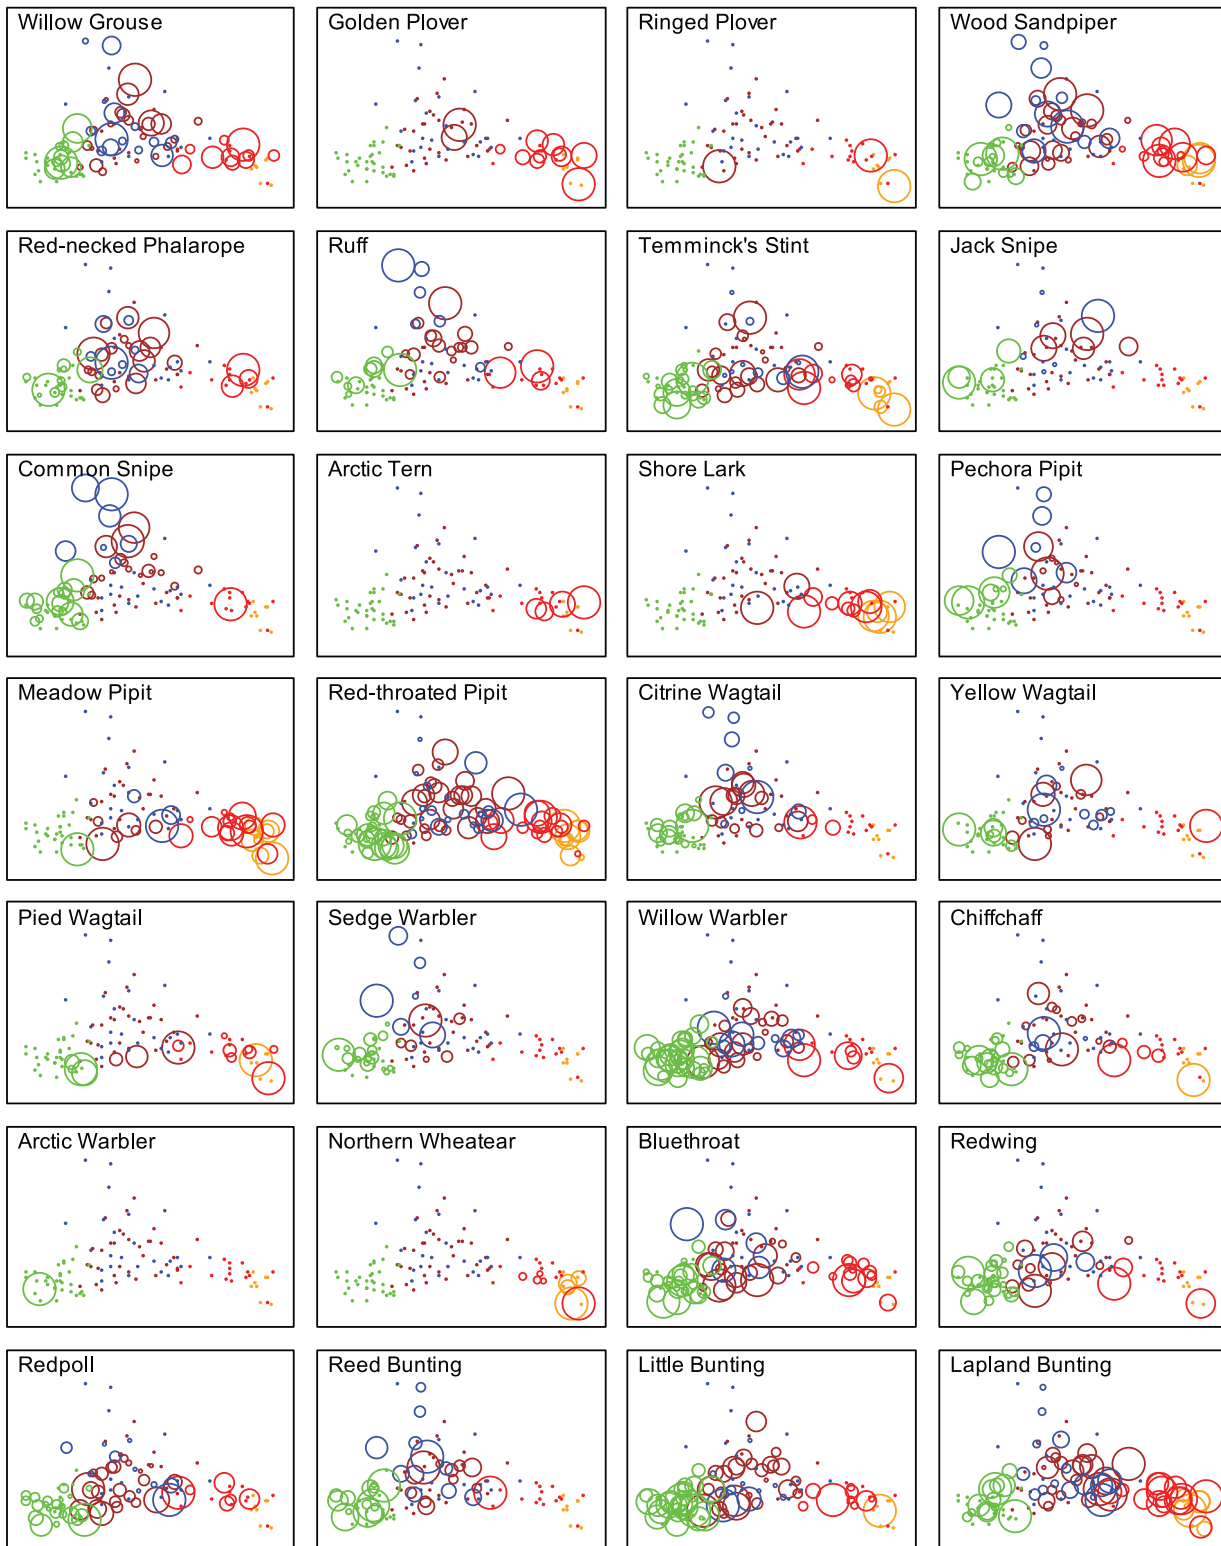 Willow Grouse
Golden Plover
Ringed Plover
Wood Sandpiper
Red-necked Phalarope
Ruff
Temminck's Stint
Jack Snipe
Common Snipe
Arctic Tern
Shore Lark
Pechora Pipit
Meadow Pipit
Red-throated Pipit
Citrine Wagtail
Yellow Wagtail
Pied Wagtail
Sedge Warbler
Willow Warbler
Chiffchaff
Arctic Warbler
Northern Wheatear
Bluethroat
Redwing
Redpoll
Reed Bunting
Little Bunting
Lapland Bunting